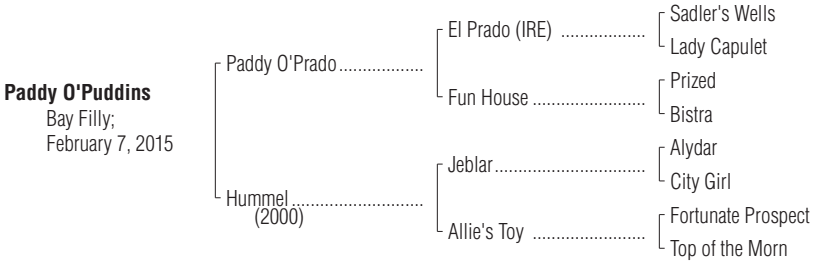 Sadler's Wells
El Prado (IRE) ..................
Lady Capulet
Paddy O'Prado.................
Prized
Fun House ........................
Bistra
Paddy O'Puddins
Bay Filly;
February 7, 2015
Alydar
Jeblar................................
City Girl
Hummel...........................
(2000)
Fortunate Prospect
Allie's Toy ........................
Top of the Morn